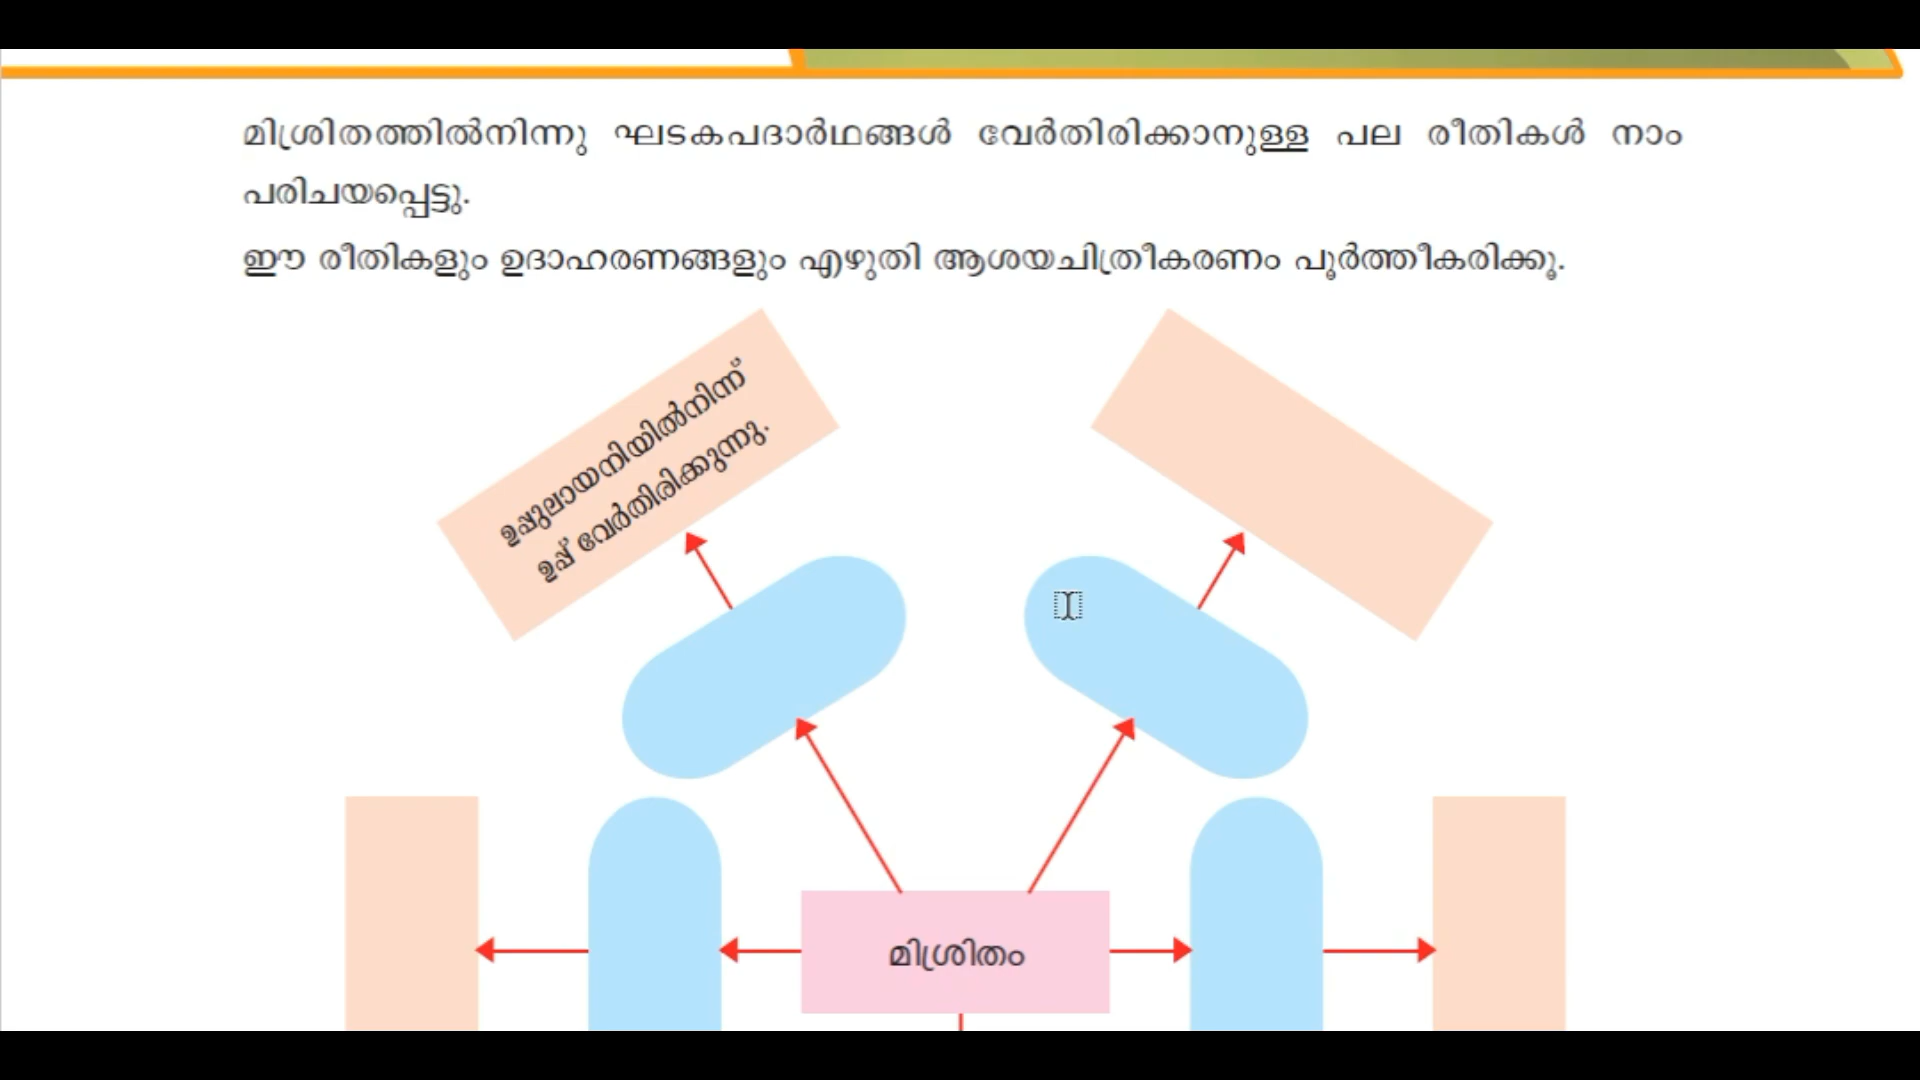 മിശ്രിതത്തിൽനിന്നു ഘടകപദാർഥങ്ങൾ വേർതിരിക്കാനുള്ള പല രീതികൾ നാം
പരിചയപ്പെട്ടു.
ഈ രീതികളും ഉദാഹരണങ്ങളും എഴുതി ആശയചിത്രീകരണം പൂർത്തീകരിക്കൂ.
ഉപ്പുലായനിയിൽനിന്ന്
ഉപ്പ് വേർതിരിക്കുന്നു.
മിശ്രിതം